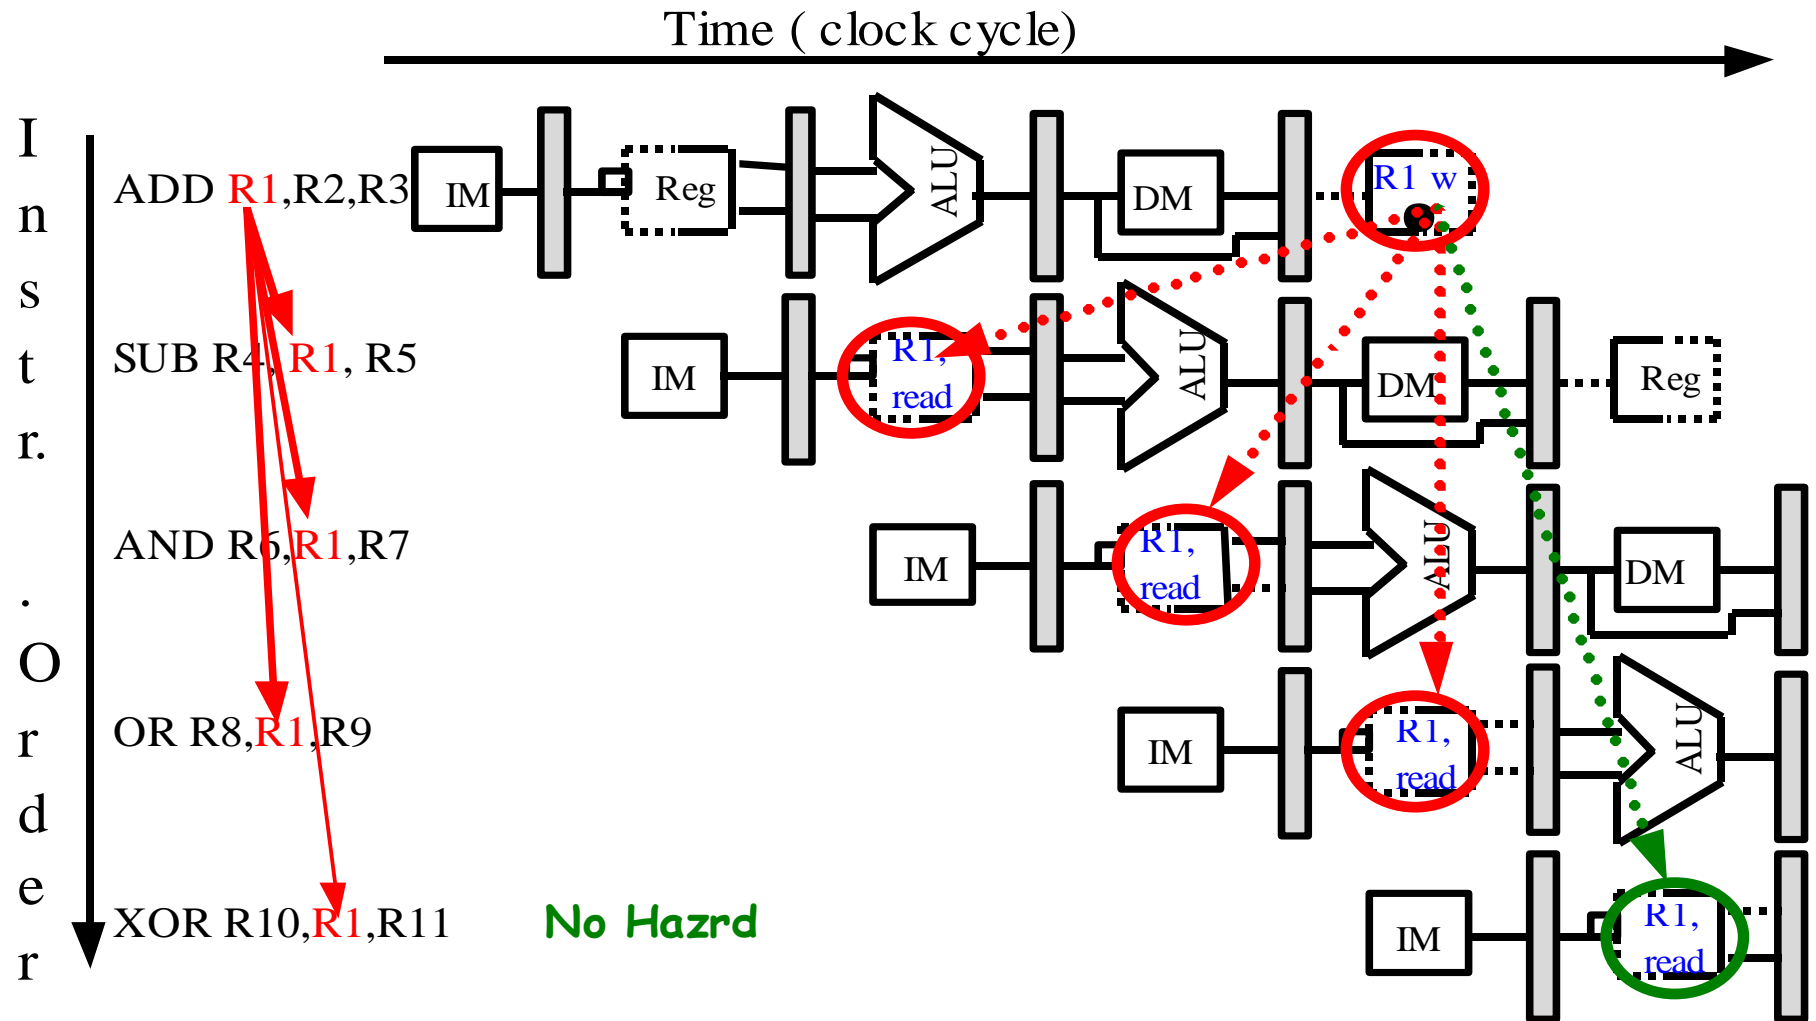 Time ( clock cycle)
I
n
s
t
r.
.
O
r
d
e
r
ADD R1,R2,R3
IM
Reg
ALU
DM
R1 w
SUB R4, R1, R5
IM
R1,
read
ALU
DM
Reg
AND R6,R1,R7
IM
R1,
read
ALU
DM
OR R8,R1,R9
IM
R1,
read
ALU
XOR R10,R1,R11
No Hazrd
IM
R1,
read